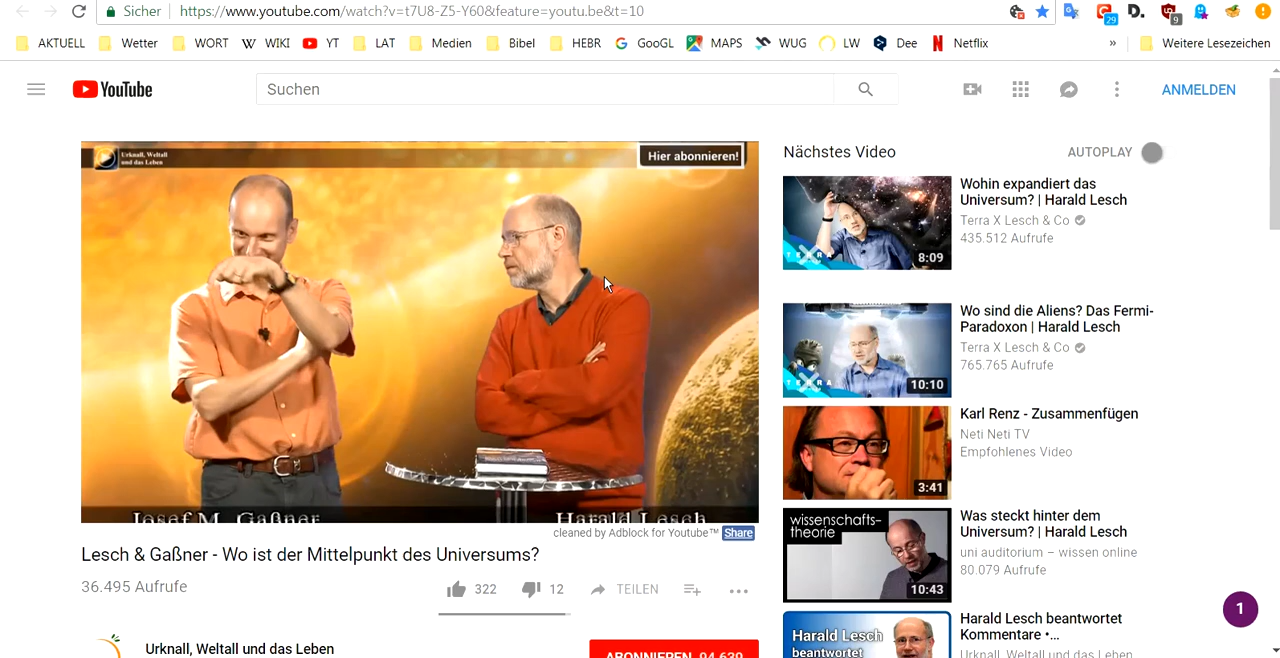 Sicher
https://www.youtube.com/watch?v=t7U8-Z5-Y60&feature=youtu.be&t=10
29
D.
9
AKTUELL
Wetter
WORT
W WIKI
YT
LAT
Medien
Bibel
HEBR
G GooGL
MAPS
WUG
LW
Dee
N Netflix
»
Weitere Lesezeichen
YouTube
Suchen
ANMELDEN
Urknall, Weltall
und das Leben
Hier abonnieren!
Josef M. Gaßner
Harald Lesch
cleaned by Adblock for Youtube™ Share
Lesch & Gaßner - Wo ist der Mittelpunkt des Universums?
36.495 Aufrufe
322
12
TEILEN
Urknall, Weltall und das Leben
ABONNIEREN 94.639
Nächstes Video
AUTOPLAY
TERRA
8:09
Wohin expandiert das
Universum? | Harald Lesch
Terra X Lesch & Co
435.512 Aufrufe
TERRA
10:10
Wo sind die Aliens? Das Fermi-
Paradoxon | Harald Lesch
Terra X Lesch & Co
765.765 Aufrufe
3:41
Karl Renz - Zusammenfügen
Neti Neti TV
Empfohlenes Video
wissenschafts-
theorie
10:43
Was steckt hinter dem
Universum? | Harald Lesch
uni auditorium – wissen online
80.079 Aufrufe
Harald Lesch
beantwortet
Harald Lesch beantwortet
Kommentare •...
Urknall, Weltall und das Leben
1